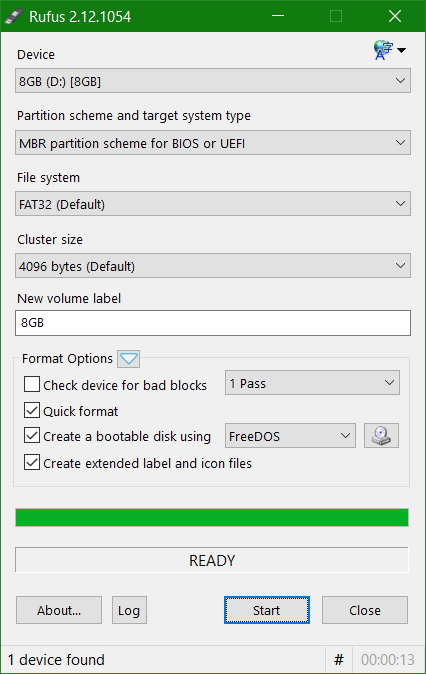 Rufus 2.12.1054
Device
8GB (D:) [8GB]
Partition scheme and target system type
MBR partition scheme for BIOS or UEFI
File system
FAT32 (Default)
Cluster size
4096 bytes (Default)
New volume label
8GB
Format Options
Check device for bad blocks 1 Pass
Quick format
Create a bootable disk using FreeDOS
Create extended label and icon files
READY
About... Log Start Close
1 device found # 00:00:13